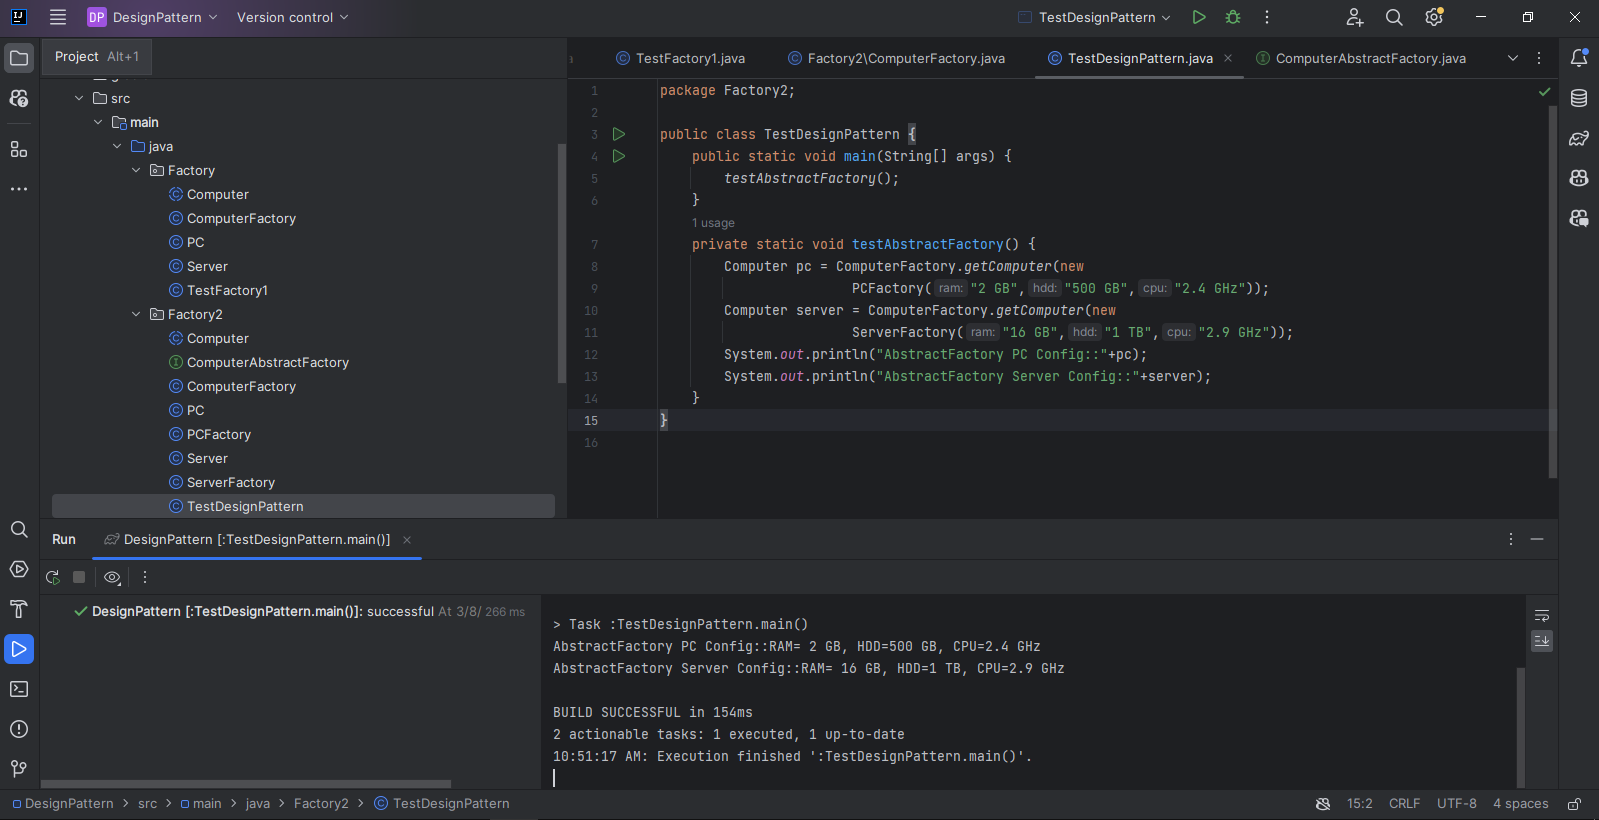 DP DesignPattern Version control TestDesignPattern
Project Alt+1
src
main
java
Factory
Computer
ComputerFactory
PC
Server
TestFactory1
Factory2
Computer
ComputerAbstractFactory
ComputerFactory
PC
PCFactory
Server
ServerFactory
TestDesignPattern
TestFactory1.java Factory2\ComputerFactory.java TestDesignPattern.java ComputerAbstractFactory.java
1 package Factory2;
2
3 public class TestDesignPattern {
4 public static void main(String[] args) {
5 testAbstractFactory();
6 }
1 usage
7 private static void testAbstractFactory() {
8 Computer pc = ComputerFactory.getComputer(new
9 PCFactory( ram: "2 GB", hdd: "500 GB", cpu: "2.4 GHz"));
10 Computer server = ComputerFactory.getComputer(new
11 ServerFactory( ram: "16 GB", hdd: "1 TB", cpu: "2.9 GHz"));
12 System.out.println("AbstractFactory PC Config::"+pc);
13 System.out.println("AbstractFactory Server Config::"+server);
14 }
15 }
16
Run DesignPattern [:TestDesignPattern.main()]
DesignPattern [:TestDesignPattern.main()]: successful At 3/8/ 266 ms
> Task :TestDesignPattern.main()
AbstractFactory PC Config::RAM= 2 GB, HDD=500 GB, CPU=2.4 GHz
AbstractFactory Server Config::RAM= 16 GB, HDD=1 TB, CPU=2.9 GHz
BUILD SUCCESSFUL in 154ms
2 actionable tasks: 1 executed, 1 up-to-date
10:51:17 AM: Execution finished ':TestDesignPattern.main()'.
DesignPattern > src > main > java > Factory2 > TestDesignPattern
15:2 CRLF UTF-8 4 spaces